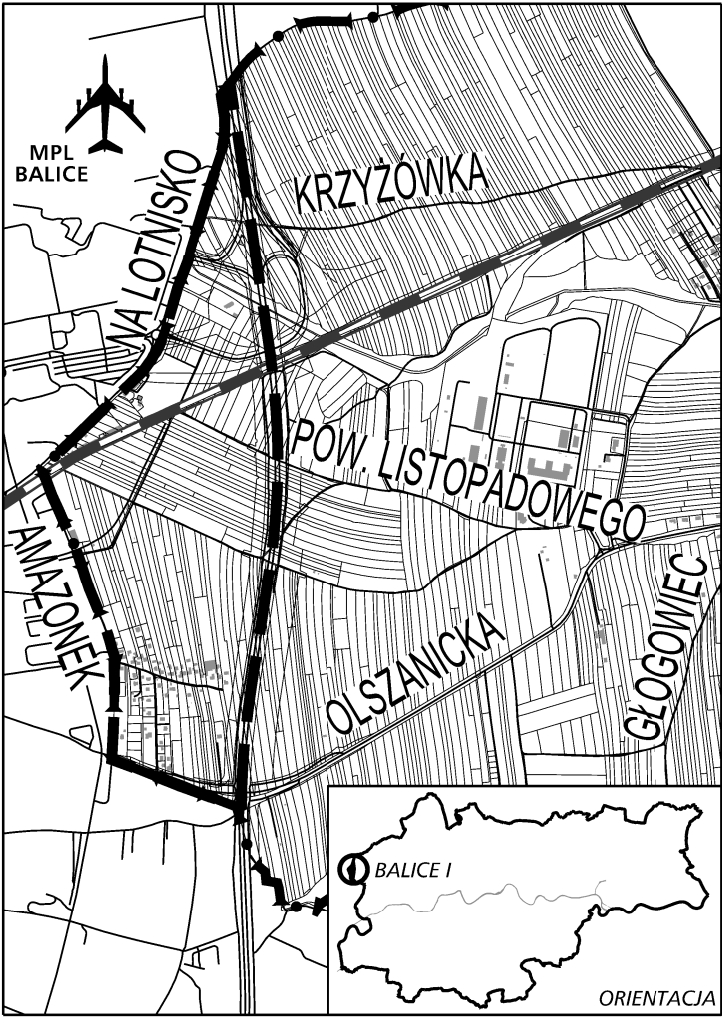 MPL
BALICE
NA LOTNISKO
KRZYŻÓWKA
POW. LISTOPADOWEGO
AMAZONEK
OLSZANICKA
GŁOGOWIEC
BALICE I
ORIENTACJA